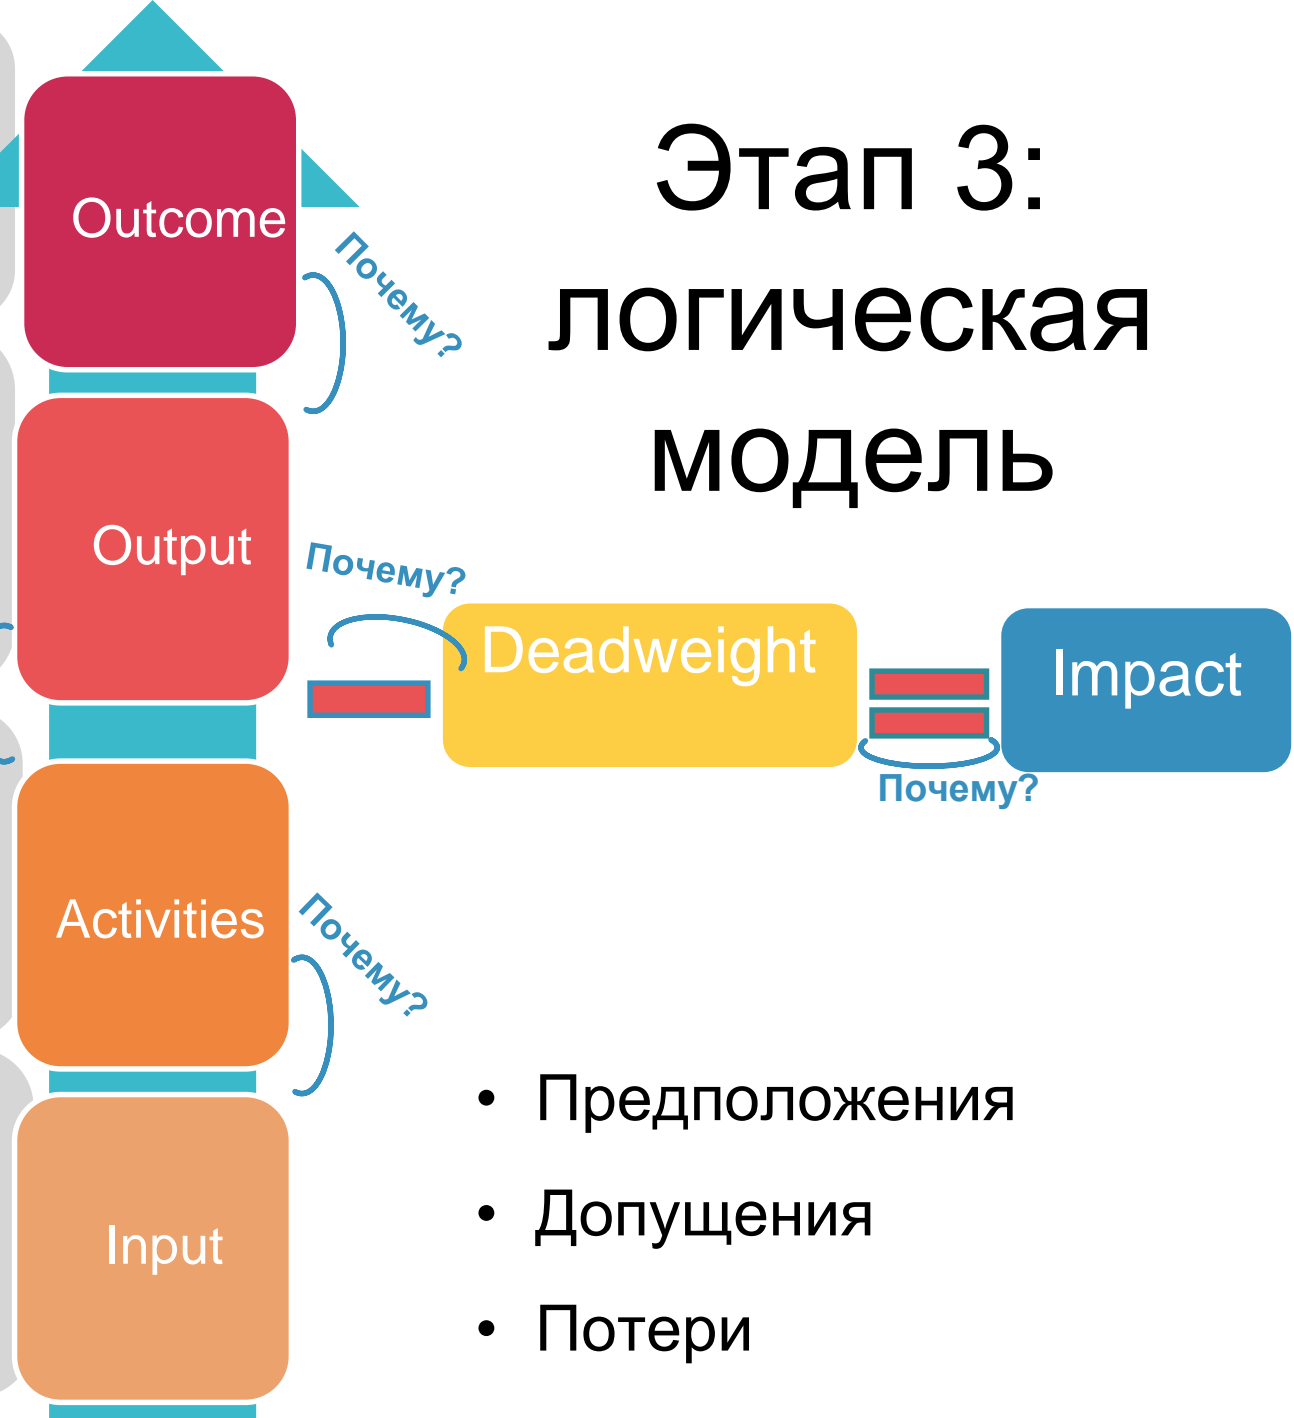 Этап 3:
логическая
модель
Outcome
Почему?
Output
Почему?
Deadweight
Impact
Почему?
Activities
Почему?
Input
• Предположения
• Допущения
• Потери